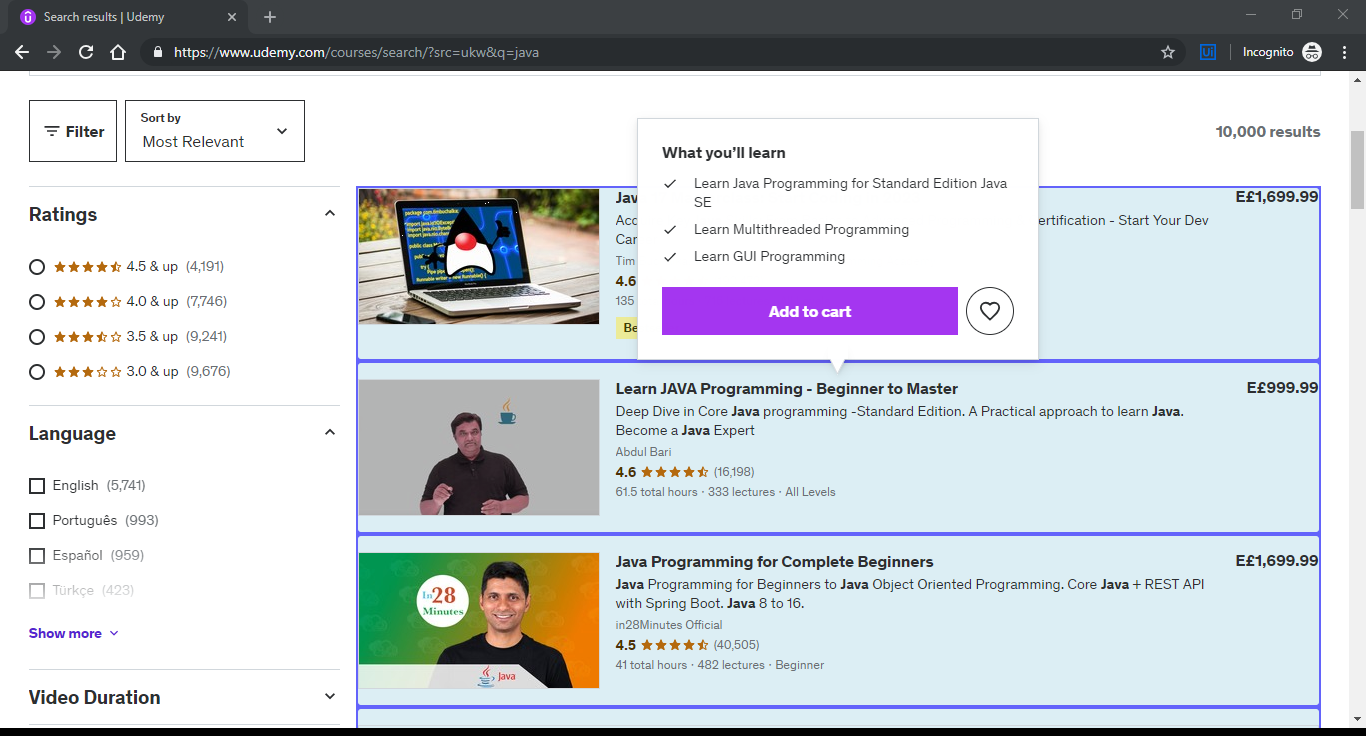 Search results | Udemy
https://www.udemy.com/courses/search/?src=ukw&q=java
Incognito
Filter
Sort by
Most Relevant
10,000 results
Ratings
4.5 & up (4,191)
4.0 & up (7,746)
3.5 & up (9,241)
3.0 & up (9,676)
Language
English (5,741)
Português (993)
Español (959)
Türkçe (423)
Show more
Video Duration
What you'll learn
Learn Java Programming for Standard Edition Java
SE
Learn Multithreaded Programming
Learn GUI Programming
Add to cart
E£1,699.99
ertification - Start Your Dev
Tim
4.6
135
Learn JAVA Programming - Beginner to Master
E£999.99
Deep Dive in Core Java programming -Standard Edition. A Practical approach to learn Java.
Become a Java Expert
Abdul Bari
4.6 (16,198)
61.5 total hours · 333 lectures · All Levels
In 28
Minutes
Java
Java Programming for Complete Beginners
E£1,699.99
Java Programming for Beginners to Java Object Oriented Programming. Core Java + REST API
with Spring Boot. Java 8 to 16.
in28Minutes Official
4.5 (40,505)
41 total hours · 482 lectures · Beginner